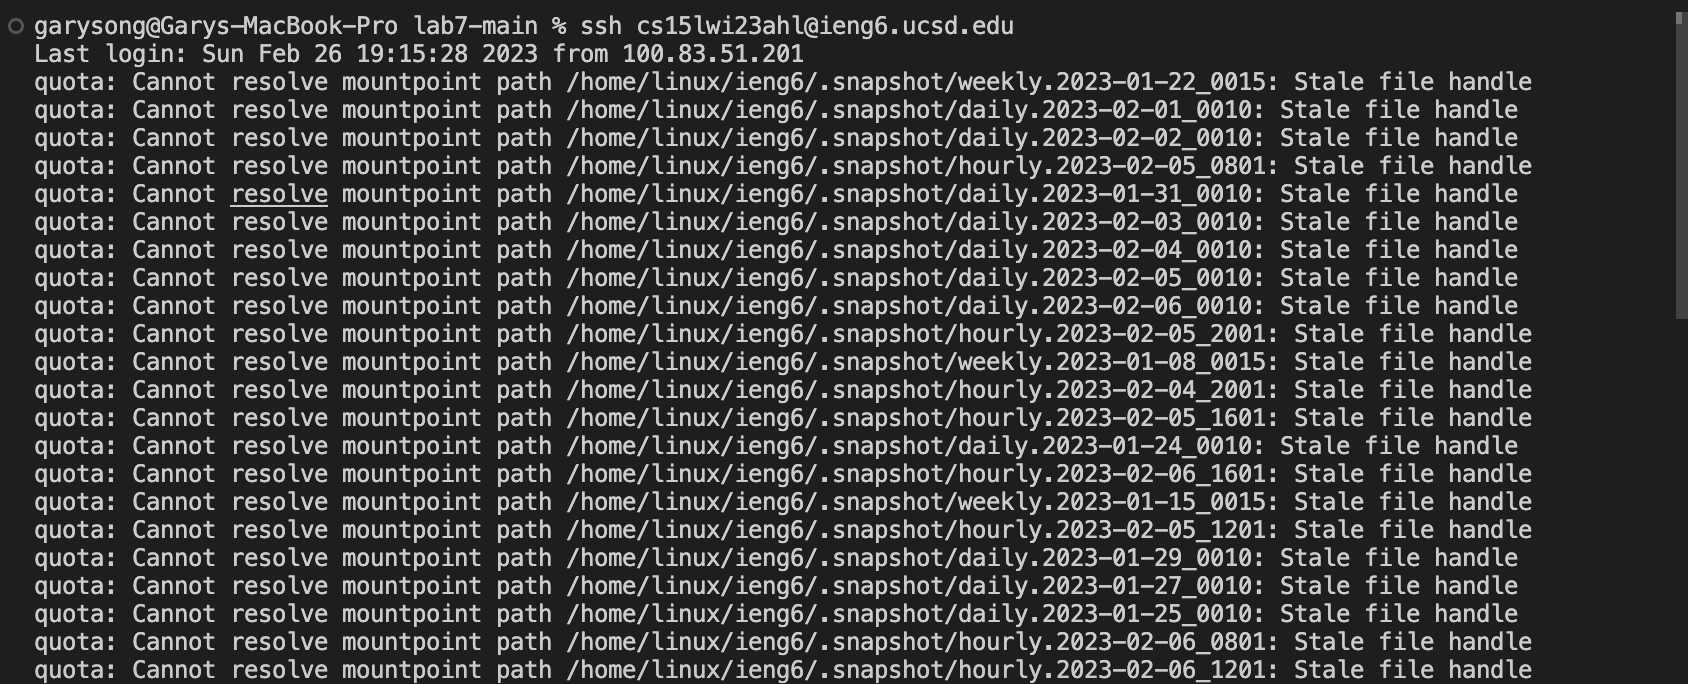 garysong@Garys-MacBook-Pro lab7-main % ssh cs15lwi23ahl@ieng6.ucsd.edu
Last login: Sun Feb 26 19:15:28 2023 from 100.83.51.201
quota: Cannot resolve mountpoint path /home/linux/ieng6/.snapshot/weekly.2023-01-22_0015: Stale file handle
quota: Cannot resolve mountpoint path /home/linux/ieng6/.snapshot/daily.2023-02-01_0010: Stale file handle
quota: Cannot resolve mountpoint path /home/linux/ieng6/.snapshot/daily.2023-02-02_0010: Stale file handle
quota: Cannot resolve mountpoint path /home/linux/ieng6/.snapshot/hourly.2023-02-05_0801: Stale file handle
quota: Cannot resolve mountpoint path /home/linux/ieng6/.snapshot/daily.2023-01-31_0010: Stale file handle
quota: Cannot resolve mountpoint path /home/linux/ieng6/.snapshot/daily.2023-02-03_0010: Stale file handle
quota: Cannot resolve mountpoint path /home/linux/ieng6/.snapshot/daily.2023-02-04_0010: Stale file handle
quota: Cannot resolve mountpoint path /home/linux/ieng6/.snapshot/daily.2023-02-05_0010: Stale file handle
quota: Cannot resolve mountpoint path /home/linux/ieng6/.snapshot/daily.2023-02-06_0010: Stale file handle
quota: Cannot resolve mountpoint path /home/linux/ieng6/.snapshot/hourly.2023-02-05_2001: Stale file handle
quota: Cannot resolve mountpoint path /home/linux/ieng6/.snapshot/weekly.2023-01-08_0015: Stale file handle
quota: Cannot resolve mountpoint path /home/linux/ieng6/.snapshot/hourly.2023-02-04_2001: Stale file handle
quota: Cannot resolve mountpoint path /home/linux/ieng6/.snapshot/hourly.2023-02-05_1601: Stale file handle
quota: Cannot resolve mountpoint path /home/linux/ieng6/.snapshot/daily.2023-01-24_0010: Stale file handle
quota: Cannot resolve mountpoint path /home/linux/ieng6/.snapshot/hourly.2023-02-06_1601: Stale file handle
quota: Cannot resolve mountpoint path /home/linux/ieng6/.snapshot/weekly.2023-01-15_0015: Stale file handle
quota: Cannot resolve mountpoint path /home/linux/ieng6/.snapshot/hourly.2023-02-05_1201: Stale file handle
quota: Cannot resolve mountpoint path /home/linux/ieng6/.snapshot/daily.2023-01-29_0010: Stale file handle
quota: Cannot resolve mountpoint path /home/linux/ieng6/.snapshot/daily.2023-01-27_0010: Stale file handle
quota: Cannot resolve mountpoint path /home/linux/ieng6/.snapshot/daily.2023-01-25_0010: Stale file handle
quota: Cannot resolve mountpoint path /home/linux/ieng6/.snapshot/hourly.2023-02-06_0801: Stale file handle
quota: Cannot resolve mountpoint path /home/linux/ieng6/.snapshot/hourly.2023-02-06_1201: Stale file handle